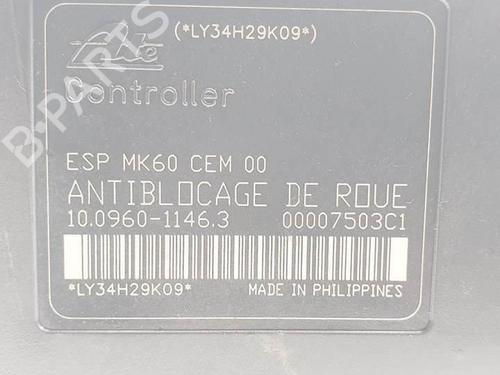 (*LY34H29K09*)
Ate
Controller
ESP MK60 CEM 00
ANTIBLOCAGE DE ROUE
10.0960-1146.3 00007503C1
*LY34H29K09* MADE IN PHILIPPINES
B-PARTS